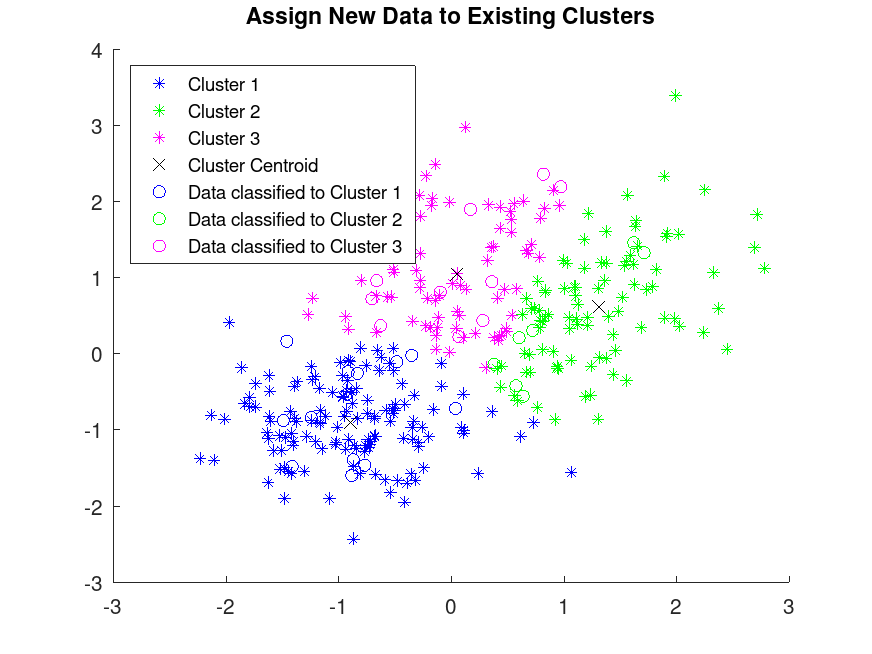 Assign New Data to Existing Clusters
4
3
2
1
0
-1
-2
-3
Cluster 1
Cluster 2
Cluster 3
Cluster Centroid
Data classified to Cluster 1
Data classified to Cluster 2
Data classified to Cluster 3
-3 -2 -1 0 1 2 3